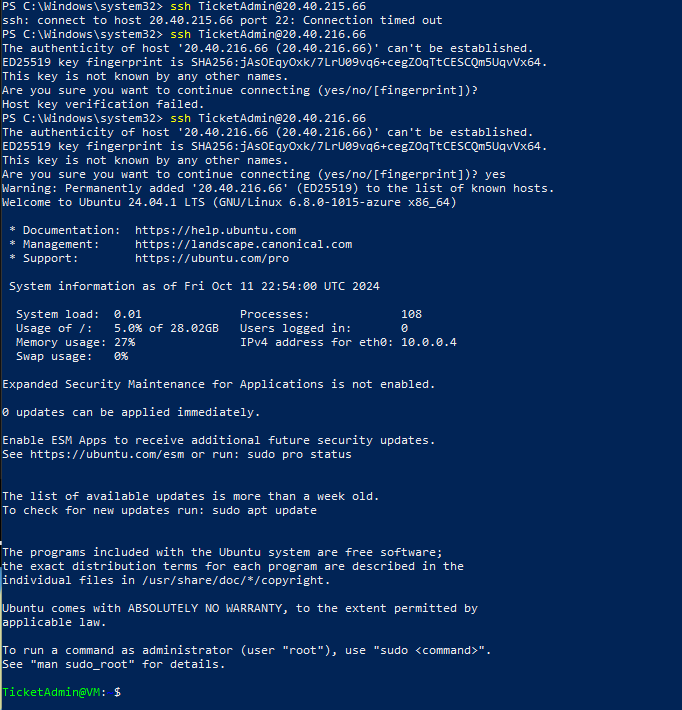 PS C:\Windows\system32> ssh TicketAdmin@20.40.215.66
ssh: connect to host 20.40.215.66 port 22: Connection timed out
PS C:\Windows\system32> ssh TicketAdmin@20.40.216.66
The authenticity of host '20.40.216.66 (20.40.216.66)' can't be established.
ED25519 key fingerprint is SHA256:jAsOEqyOxk/7LrU09vq6+cegZOqTtCESCQm5UqvVx64.
This key is not known by any other names.
Are you sure you want to continue connecting (yes/no/[fingerprint])?
Host key verification failed.
PS C:\Windows\system32> ssh TicketAdmin@20.40.216.66
The authenticity of host '20.40.216.66 (20.40.216.66)' can't be established.
ED25519 key fingerprint is SHA256:jAsOEqyOxk/7LrU09vq6+cegZOqTtCESCQm5UqvVx64.
This key is not known by any other names.
Are you sure you want to continue connecting (yes/no/[fingerprint])? yes
Warning: Permanently added '20.40.216.66' (ED25519) to the list of known hosts.
Welcome to Ubuntu 24.04.1 LTS (GNU/Linux 6.8.0-1015-azure x86_64)
* Documentation:  https://help.ubuntu.com
* Management:     https://landscape.canonical.com
* Support:        https://ubuntu.com/pro
System information as of Fri Oct 11 22:54:00 UTC 2024
System load:  0.01              Processes:             108
Usage of /:   5.0% of 28.02GB   Users logged in:       0
Memory usage: 27%               IPv4 address for eth0: 10.0.0.4
Swap usage:   0%
Expanded Security Maintenance for Applications is not enabled.
0 updates can be applied immediately.
Enable ESM Apps to receive additional future security updates.
See https://ubuntu.com/esm or run: sudo pro status
The list of available updates is more than a week old.
To check for new updates run: sudo apt update
The programs included with the Ubuntu system are free software;
the exact distribution terms for each program are described in the
individual files in /usr/share/doc/*/copyright.
Ubuntu comes with ABSOLUTELY NO WARRANTY, to the extent permitted by
applicable law.
To run a command as administrator (user "root"), use "sudo <command>".
See "man sudo_root" for details.
TicketAdmin@VM: $